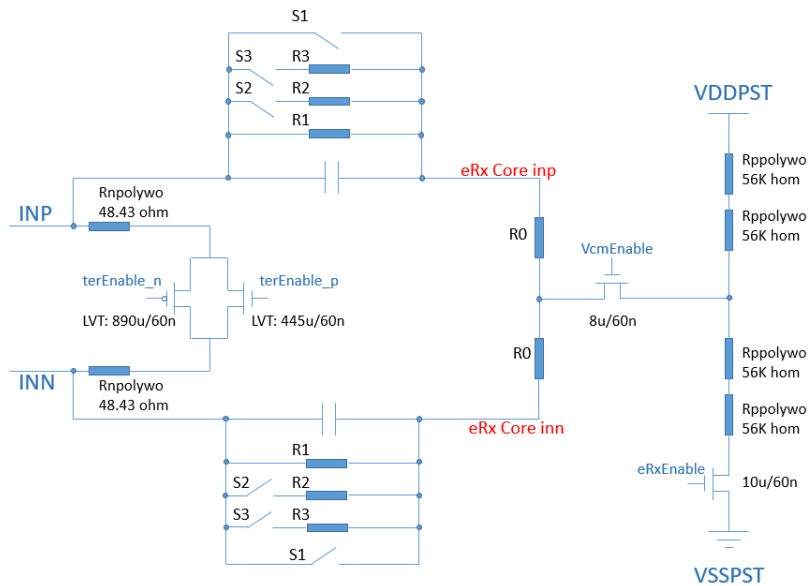 S1
S3
R3
S2
R2
R1
VDDPST
eRx Core inp
Rppolywo
56K hom
Rnpolywo
48.43 ohm
INP
Rppolywo
56K hom
R0
VcmEnable
terEnable_n
terEnable_p
LVT: 890u/60n
LVT: 445u/60n
8u/60n
R0
Rppolywo
56K hom
INN
Rnpolywo
48.43 ohm
Rppolywo
56K hom
eRx Core inn
R1
S2
R2
eRxEnable
10u/60n
S3
R3
S1
VSSPST